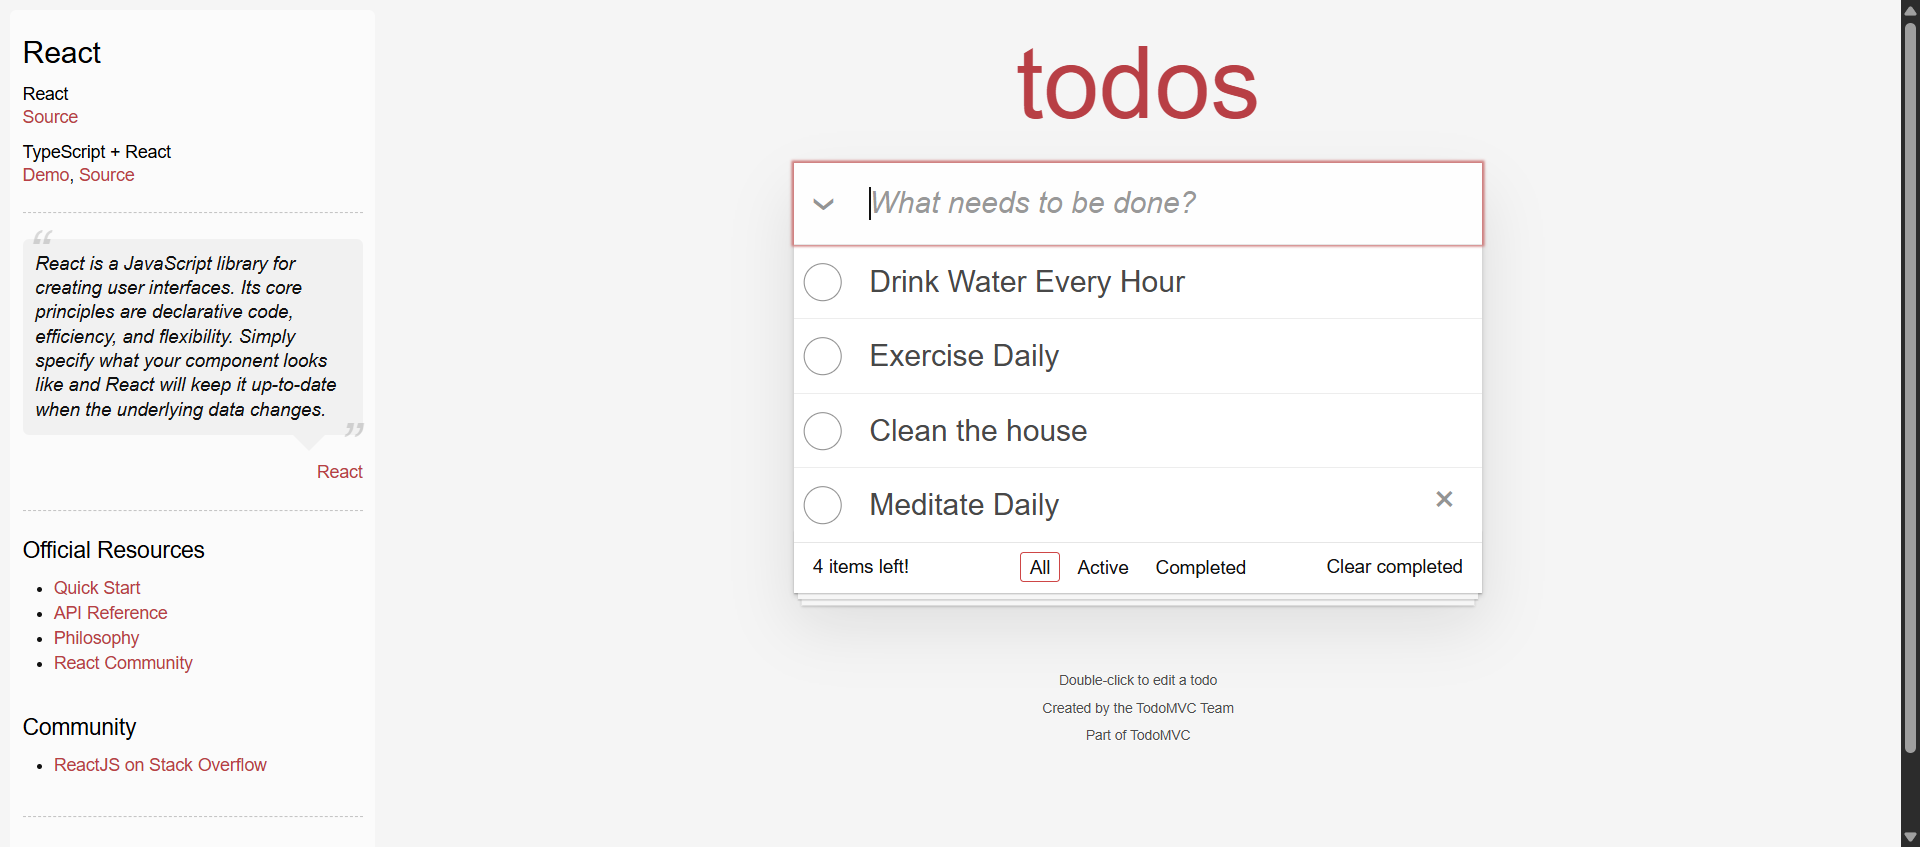 React
React
Source
TypeScript + React
Demo, Source
“
React is a JavaScript library for
creating user interfaces. Its core
principles are declarative code,
efficiency, and flexibility. Simply
specify what your component looks
like and React will keep it up-to-date
when the underlying data changes.
”
React
Official Resources
Quick Start
API Reference
Philosophy
React Community
Community
ReactJS on Stack Overflow
todos
What needs to be done?
Drink Water Every Hour
Exercise Daily
Clean the house
Meditate Daily ×
4 items left! All Active Completed Clear completed
Double-click to edit a todo
Created by the TodoMVC Team
Part of TodoMVC